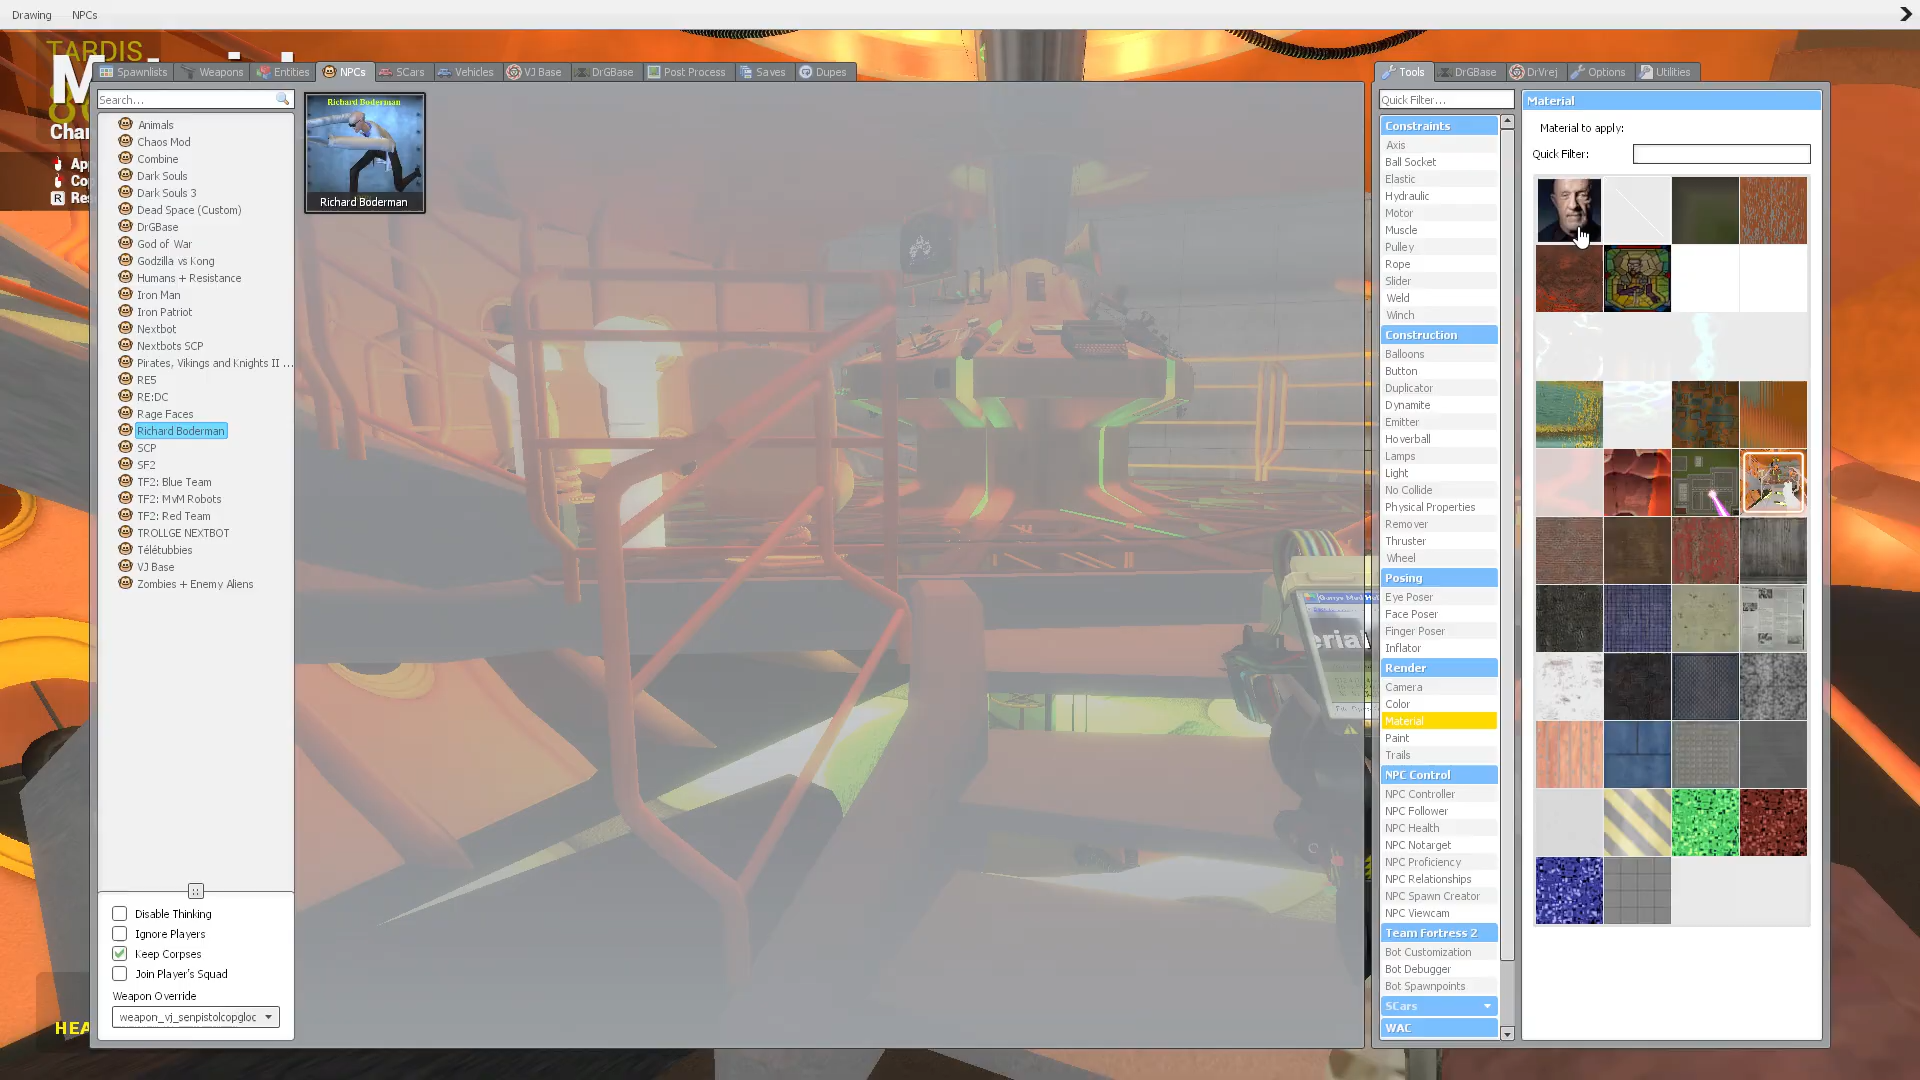 Drawing NPCs
TARDIS
M
Char
App
Cop
R Res
HEA
Spawnlists Weapons Entities NPCs SCars Vehicles VJ Base DrGBase Post Process Saves Dupes
Search...
Animals
Chaos Mod
Combine
Dark Souls
Dark Souls 3
Dead Space (Custom)
DrGBase
God of War
Godzilla vs Kong
Humans + Resistance
Iron Man
Iron Patriot
Nextbot
Nextbots SCP
Pirates, Vikings and Knights II ...
RE5
RE:DC
Rage Faces
Richard Boderman
SCP
SF2
TF2: Blue Team
TF2: MvM Robots
TF2: Red Team
TROLLGE NEXTBOT
Télétubbies
VJ Base
Zombies + Enemy Aliens
Disable Thinking
Ignore Players
Keep Corpses
Join Player's Squad
Weapon Override
weapon_vj_senpistolcopgloc
Richard Boderman
Richard Boderman
erial
Tools DrGBase DrVrej Options Utilities
Quick Filter...
Constraints
Axis
Ball Socket
Elastic
Hydraulic
Motor
Muscle
Pulley
Rope
Slider
Weld
Winch
Construction
Balloons
Button
Duplicator
Dynamite
Emitter
Hoverball
Lamps
Light
No Collide
Physical Properties
Remover
Thruster
Wheel
Posing
Eye Poser
Face Poser
Finger Poser
Inflator
Render
Camera
Color
Material
Paint
Trails
NPC Control
NPC Controller
NPC Follower
NPC Health
NPC Notarget
NPC Proficiency
NPC Relationships
NPC Spawn Creator
NPC Viewcam
Team Fortress 2
Bot Customization
Bot Debugger
Bot Spawnpoints
SCars
WAC
Material
Material to apply:
Quick Filter: